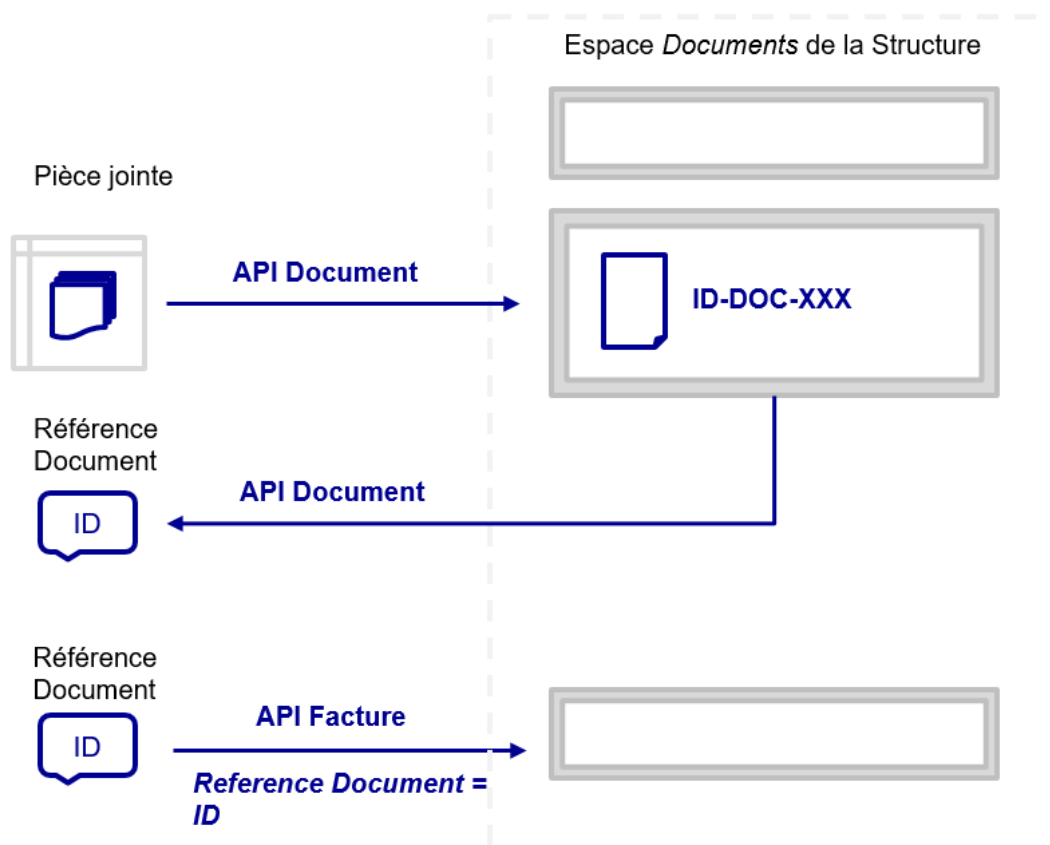 Espace Documents de la Structure
Pièce jointe
API Document
ID-DOC-XXX
Référence
Document
API Document
ID
Référence
Document
API Facture
ID
Reference Document =
ID